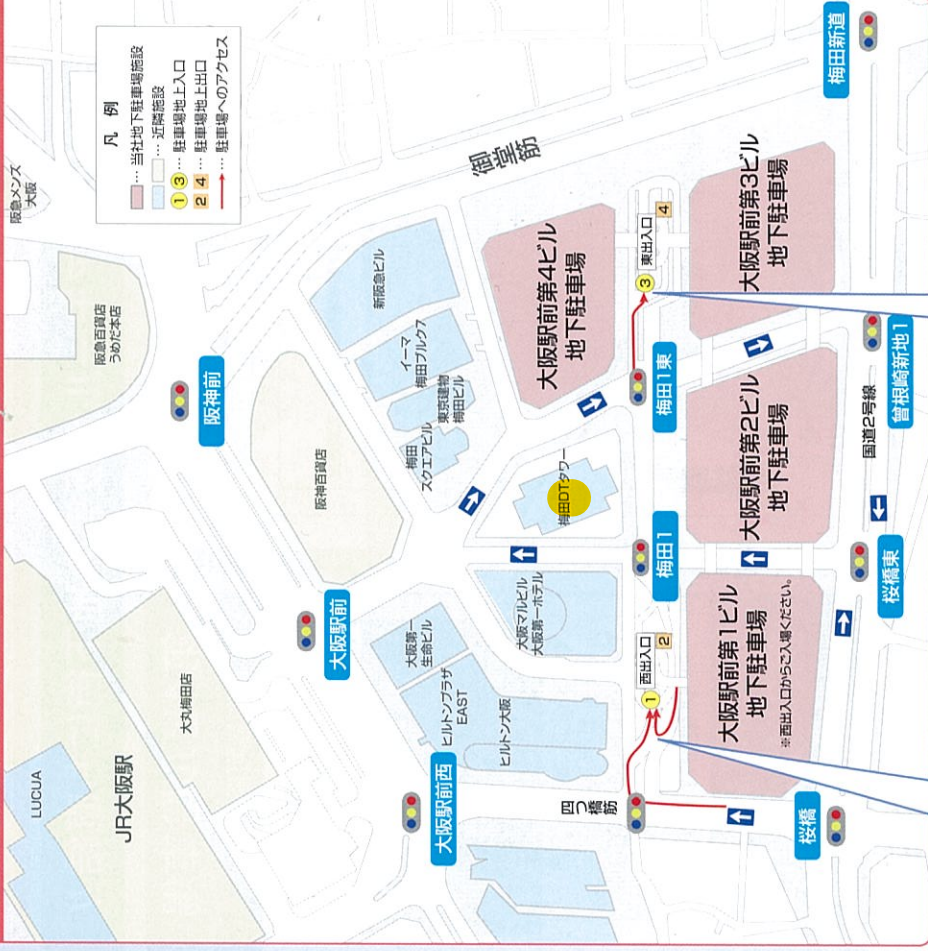 凡 例
… 当社地下駐車場施設
… 近隣施設
1 3 … 駐車場地上入口
2 4 … 駐車場地上出口
… 駐車場へのアクセス
LUCUA
JR大阪駅
大丸梅田店
阪急百貨店
うめだ本店
阪急メンズ
大阪
大阪駅前
阪神前
阪神百貨店
大阪駅前西
大阪第一
生命ビル
ヒルトンプラザ
EAST
ヒルトン大阪
大阪マルビル
大阪第一ホテル
梅田
スクエアビル
東京建物
梅田ビル
イーマ
梅田ブルク7
新阪急ビル
御堂筋
梅田DTタワー
大阪駅前第4ビル
地下駐車場
四つ
橋筋
1
西出入口
2
梅田1
梅田1東
3
東出入口
4
大阪駅前第1ビル
地下駐車場
※西出入口からご入場ください。
大阪駅前第2ビル
地下駐車場
大阪駅前第3ビル
地下駐車場
桜橋
桜橋東
国道2号線
曾根崎新地1
梅田新道